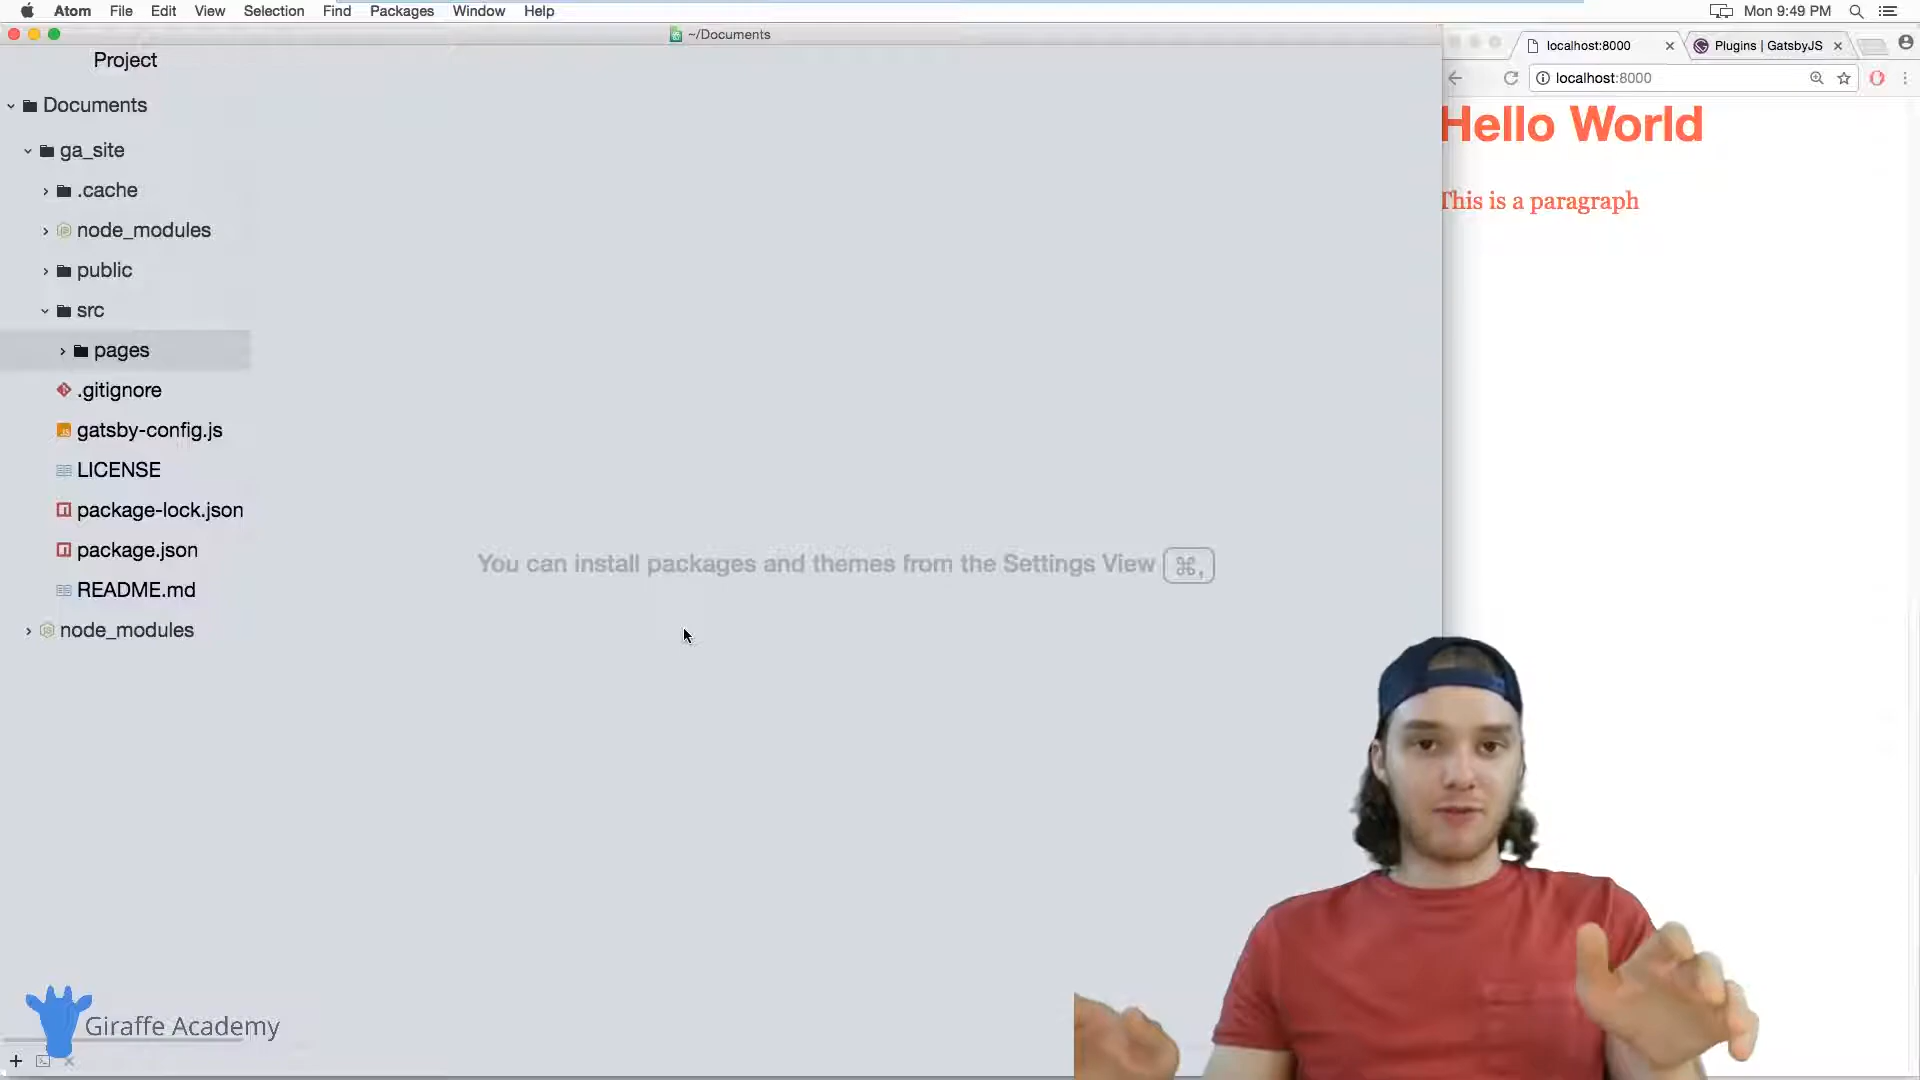 Atom File Edit View Selection Find Packages Window Help
Mon 9:49 PM
~/Documents
Project
Documents
ga_site
.cache
node_modules
public
src
pages
.gitignore
gatsby-config.js
LICENSE
package-lock.json
package.json
README.md
node_modules
You can install packages and themes from the Settings View ⌘,
localhost:8000
Plugins | GatsbyJS
localhost:8000
Hello World
This is a paragraph
Giraffe Academy